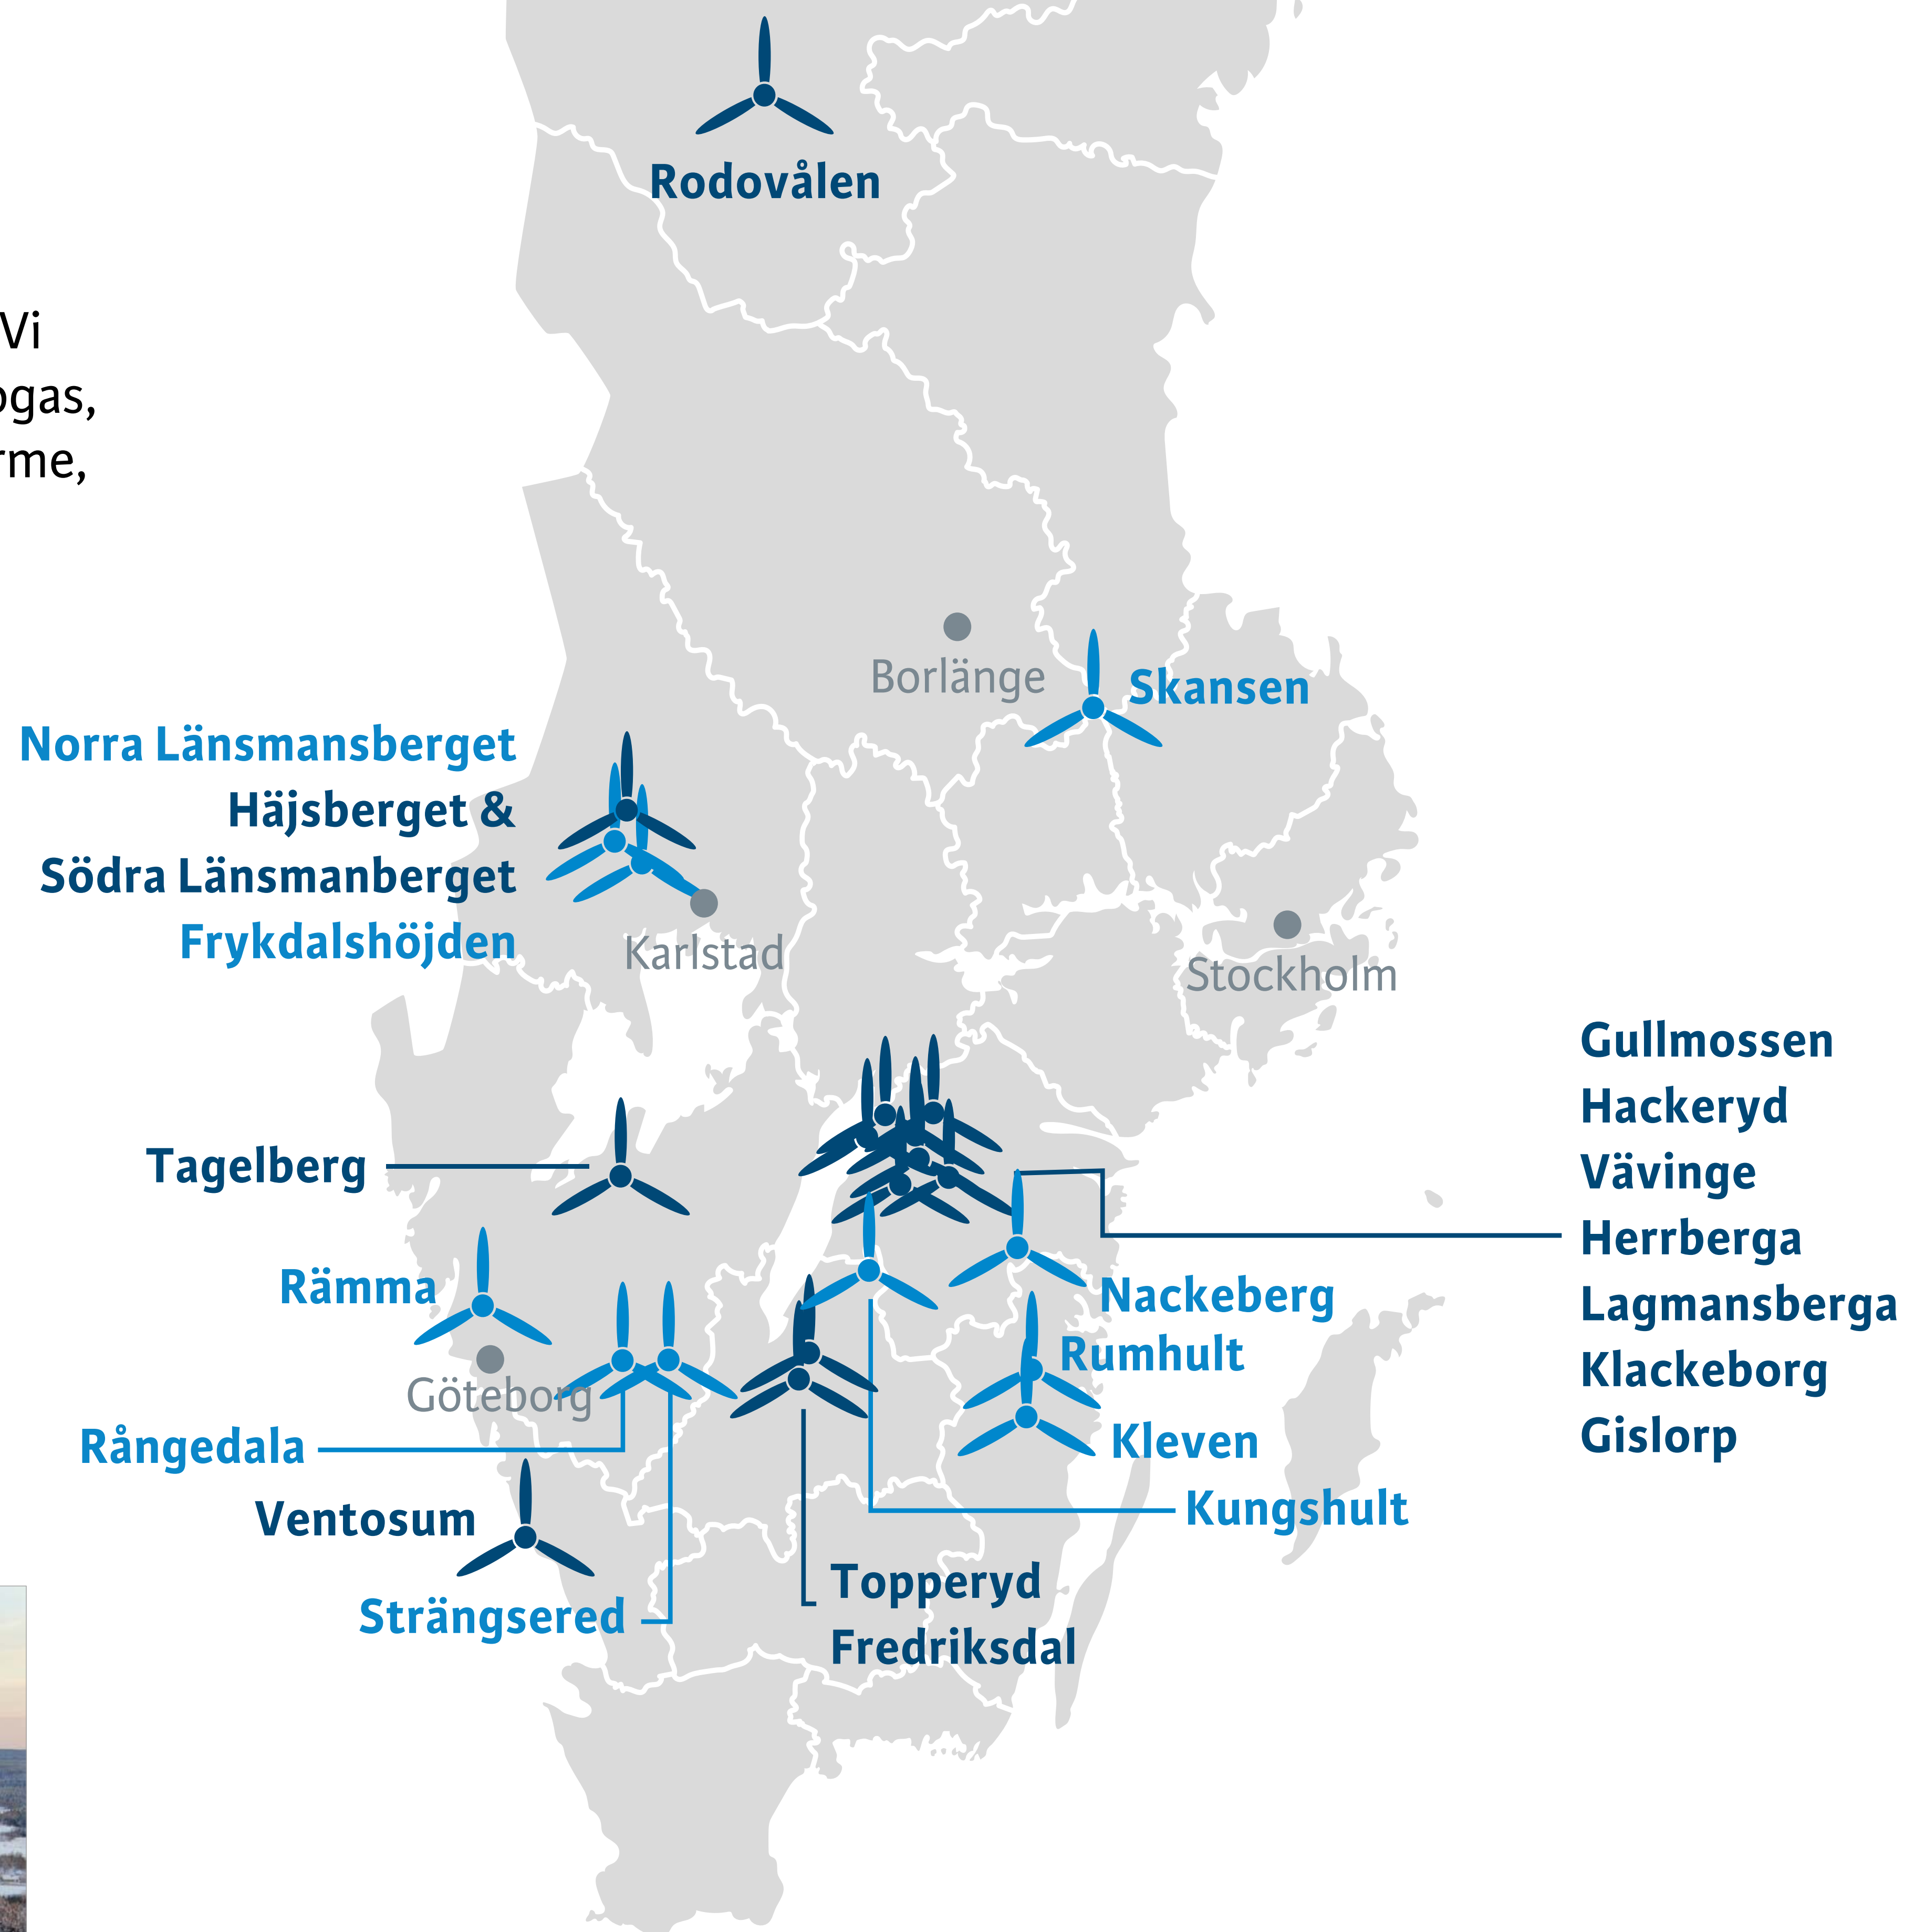 Rodovålen
Vi
ogas,
rme,
Borlänge
Skansen
Norra Länsmansberget
Häjsberget &
Södra Länsmanberget
Frykdalshöjden
Karlstad
Stockholm
Gullmossen
Hackeryd
Vävinge
Herrberga
Lagmansberga
Klackeborg
Gislorp
Tagelberg
Rämma
Nackeberg
Rumhult
Göteborg
Kleven
Rångedala
Kungshult
Ventosum
Strängsered
Topperyd
Fredriksdal